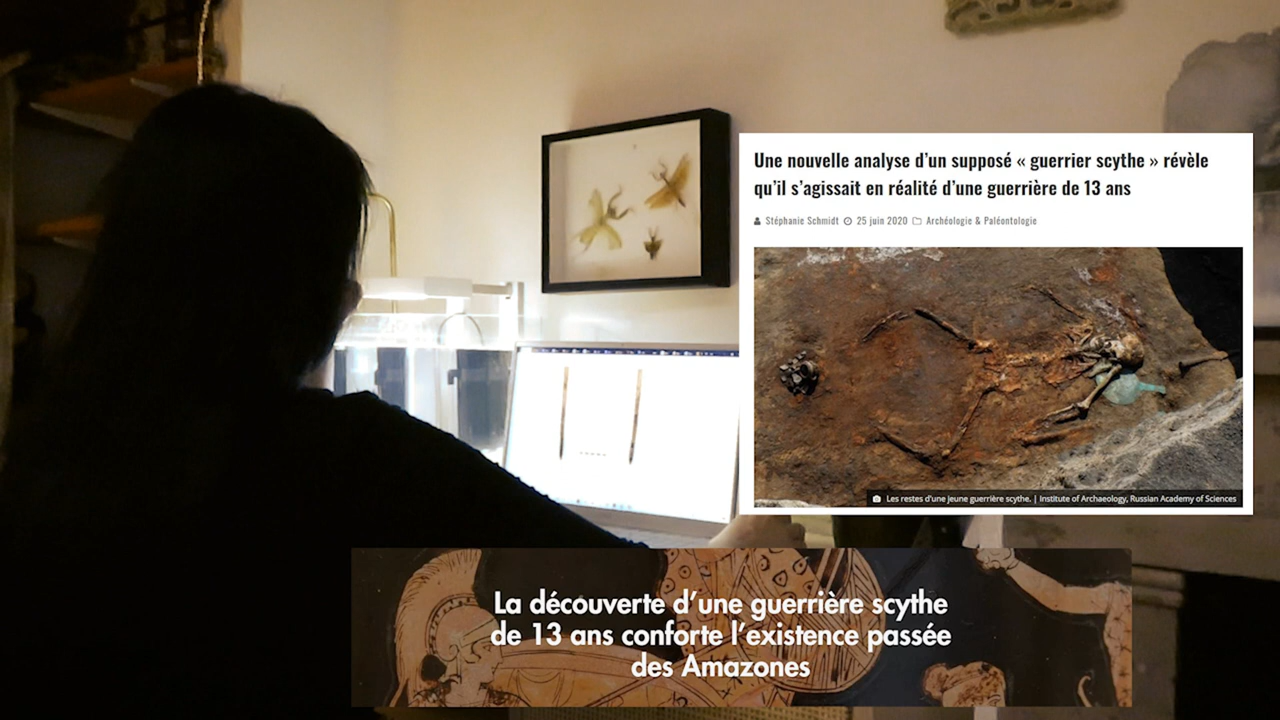 Une nouvelle analyse d’un supposé « guerrier scythe » révèle
qu’il s’agissait en réalité d’une guerrière de 13 ans
Stéphanie Schmidt 25 juin 2020 Archéologie & Paléontologie
Les restes d'une jeune guerrière scythe. | Institute of Archaeology, Russian Academy of Sciences
La découverte d’une guerrière scythe
de 13 ans conforte l’existence passée
des Amazones